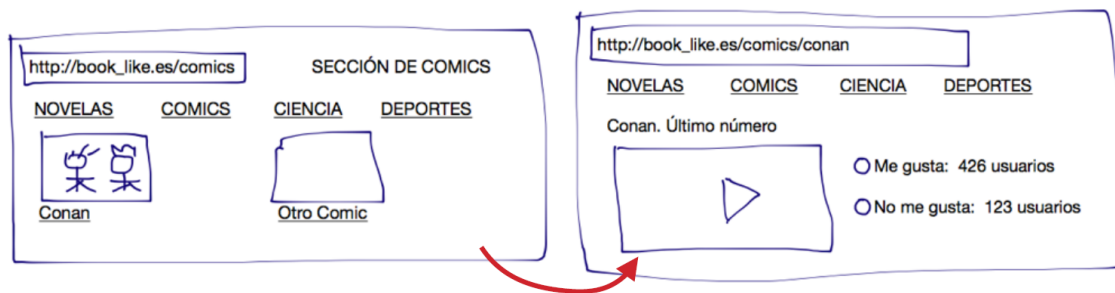 http://book_like.es/comics
SECCIÓN DE COMICS
NOVELAS COMICS CIENCIA DEPORTES
Conan
Otro Comic
http://book_like.es/comics/conan
NOVELAS COMICS CIENCIA DEPORTES
Conan. Último número
Me gusta: 426 usuarios
No me gusta: 123 usuarios